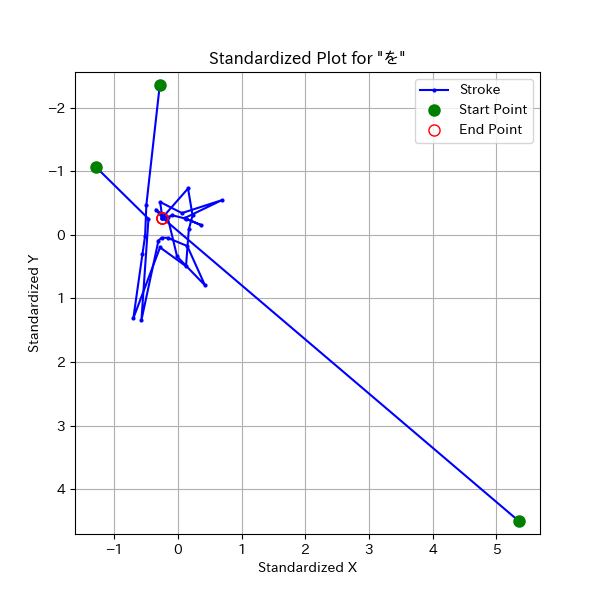 Standardized Plot for "を"
Stroke
Start Point
End Point
Standardized Y
−2
−1
0
1
2
3
4
−1
0
1
2
3
4
5
Standardized X